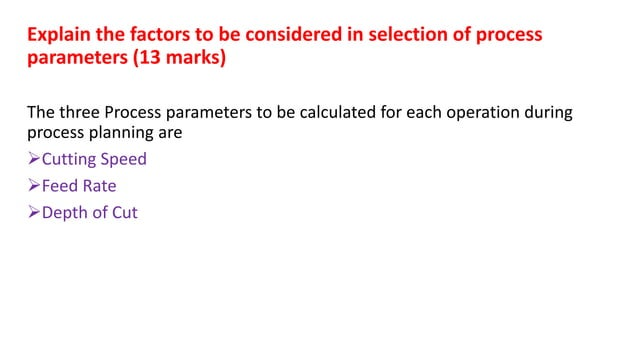 Explain the factors to be considered in selection of process
parameters (13 marks)
The three Process parameters to be calculated for each operation during
process planning are
➢Cutting Speed
➢Feed Rate
➢Depth of Cut